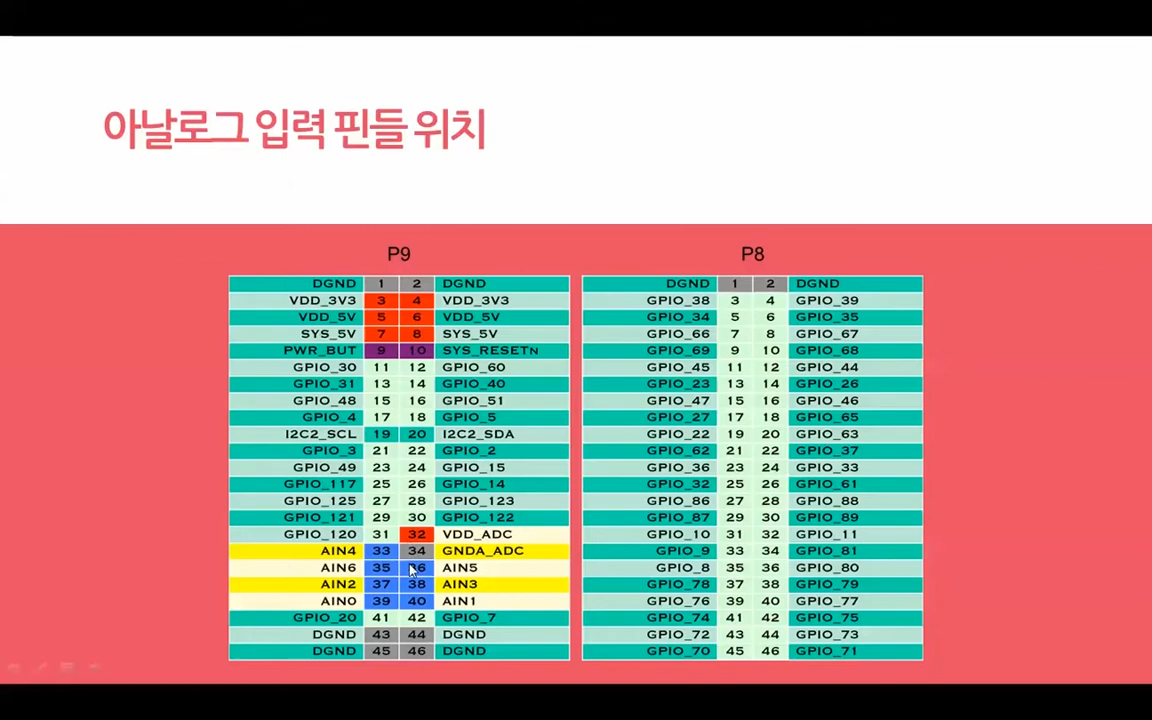 아날로그 입력 핀들 위치
P9
DGND 1 2 DGND
VDD_3V3 3 4 VDD_3V3
VDD_5V 5 6 VDD_5V
SYS_5V 7 8 SYS_5V
PWR_BUT 9 10 SYS_RESETN
GPIO_30 11 12 GPIO_60
GPIO_31 13 14 GPIO_40
GPIO_48 15 16 GPIO_51
GPIO_4 17 18 GPIO_5
I2C2_SCL 19 20 I2C2_SDA
GPIO_3 21 22 GPIO_2
GPIO_49 23 24 GPIO_15
GPIO_117 25 26 GPIO_14
GPIO_125 27 28 GPIO_123
GPIO_121 29 30 GPIO_122
GPIO_120 31 32 VDD_ADC
AIN4 33 34 GNDA_ADC
AIN6 35 36 AIN5
AIN2 37 38 AIN3
AIN0 39 40 AIN1
GPIO_20 41 42 GPIO_7
DGND 43 44 DGND
DGND 45 46 DGND
P8
DGND 1 2 DGND
GPIO_38 3 4 GPIO_39
GPIO_34 5 6 GPIO_35
GPIO_66 7 8 GPIO_67
GPIO_69 9 10 GPIO_68
GPIO_45 11 12 GPIO_44
GPIO_23 13 14 GPIO_26
GPIO_47 15 16 GPIO_46
GPIO_27 17 18 GPIO_65
GPIO_22 19 20 GPIO_63
GPIO_62 21 22 GPIO_37
GPIO_36 23 24 GPIO_33
GPIO_32 25 26 GPIO_61
GPIO_86 27 28 GPIO_88
GPIO_87 29 30 GPIO_89
GPIO_10 31 32 GPIO_11
GPIO_9 33 34 GPIO_81
GPIO_8 35 36 GPIO_80
GPIO_78 37 38 GPIO_79
GPIO_76 39 40 GPIO_77
GPIO_74 41 42 GPIO_75
GPIO_72 43 44 GPIO_73
GPIO_70 45 46 GPIO_71